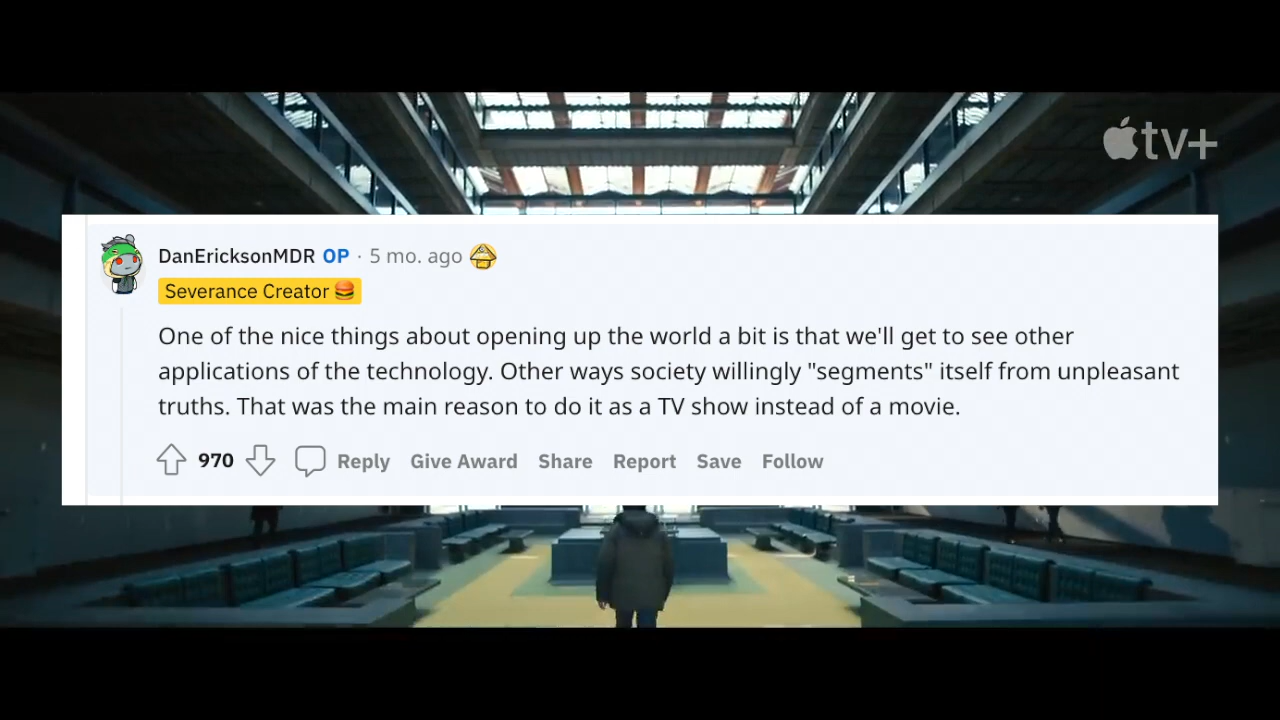 tv+
DanEricksonMDR OP · 5 mo. ago
Severance Creator 🍔
One of the nice things about opening up the world a bit is that we'll get to see other
applications of the technology. Other ways society willingly "segments" itself from unpleasant
truths. That was the main reason to do it as a TV show instead of a movie.
970 Reply Give Award Share Report Save Follow